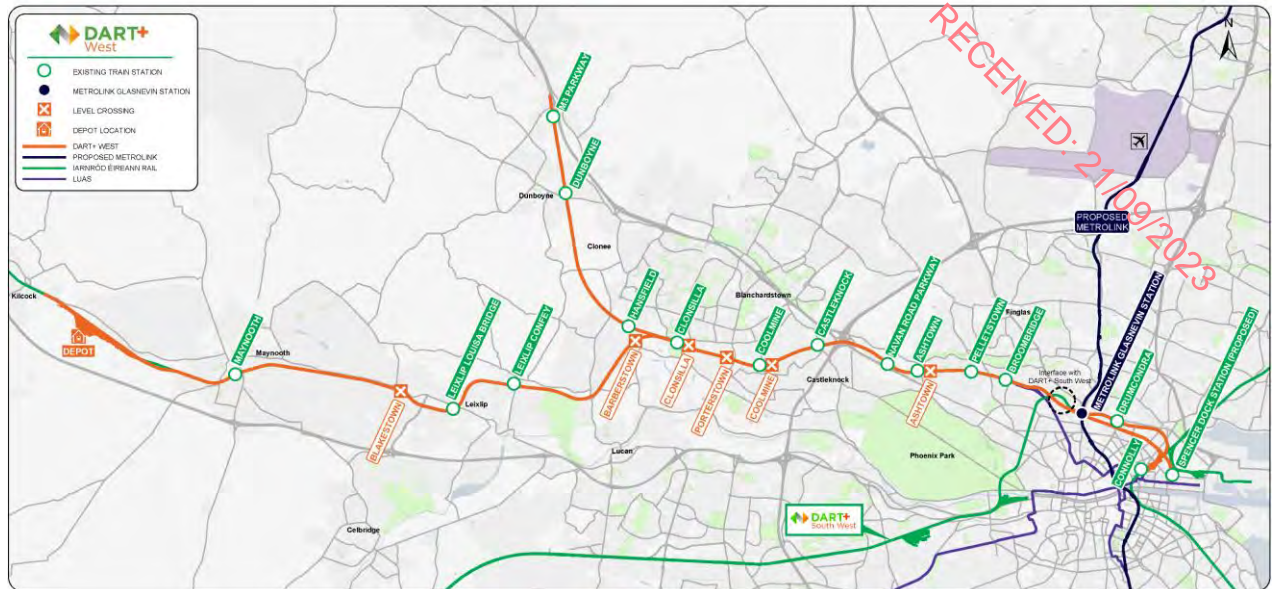 DART+
West
EXISTING TRAIN STATION
METROLINK GLASNEVIN STATION
LEVEL CROSSING
DEPOT LOCATION
DART+ WEST
PROPOSED METROLINK
IARNRÓD ÉIREANN RAIL
LUAS
RECEIVED: 21/09/2023
N
M3 PARKWAY
DUNBOYNE
Dunboyne
Clonee
PROPOSED
METROLINK
Kilcock
DEPOT
MAYNOOTH
Maynooth
BLAKESTOWN
LEIXLIP LOUISA BRIDGE
Leixlip
LEIXLIP CONFEY
HANSFIELD
BARBERSTOWN
CLONSILLA
CLONSILLA
PORTERSTOWN
Blanchardstown
COOLMINE
COOLMINE
CASTLEKNOCK
Castleknock
NAVAN ROAD PARKWAY
ASHTOWN
ASHTOWN
PELLETSTOWN
Finglas
BROOMBRIDGE
Interface with
DART+ South West
METROLINK GLASNEVIN STATION
DRUMCONDRA
SPENCER DOCK STATION (PROPOSED)
CONNOLLY
Phoenix Park
Lucan
Celbridge
DART+
South West